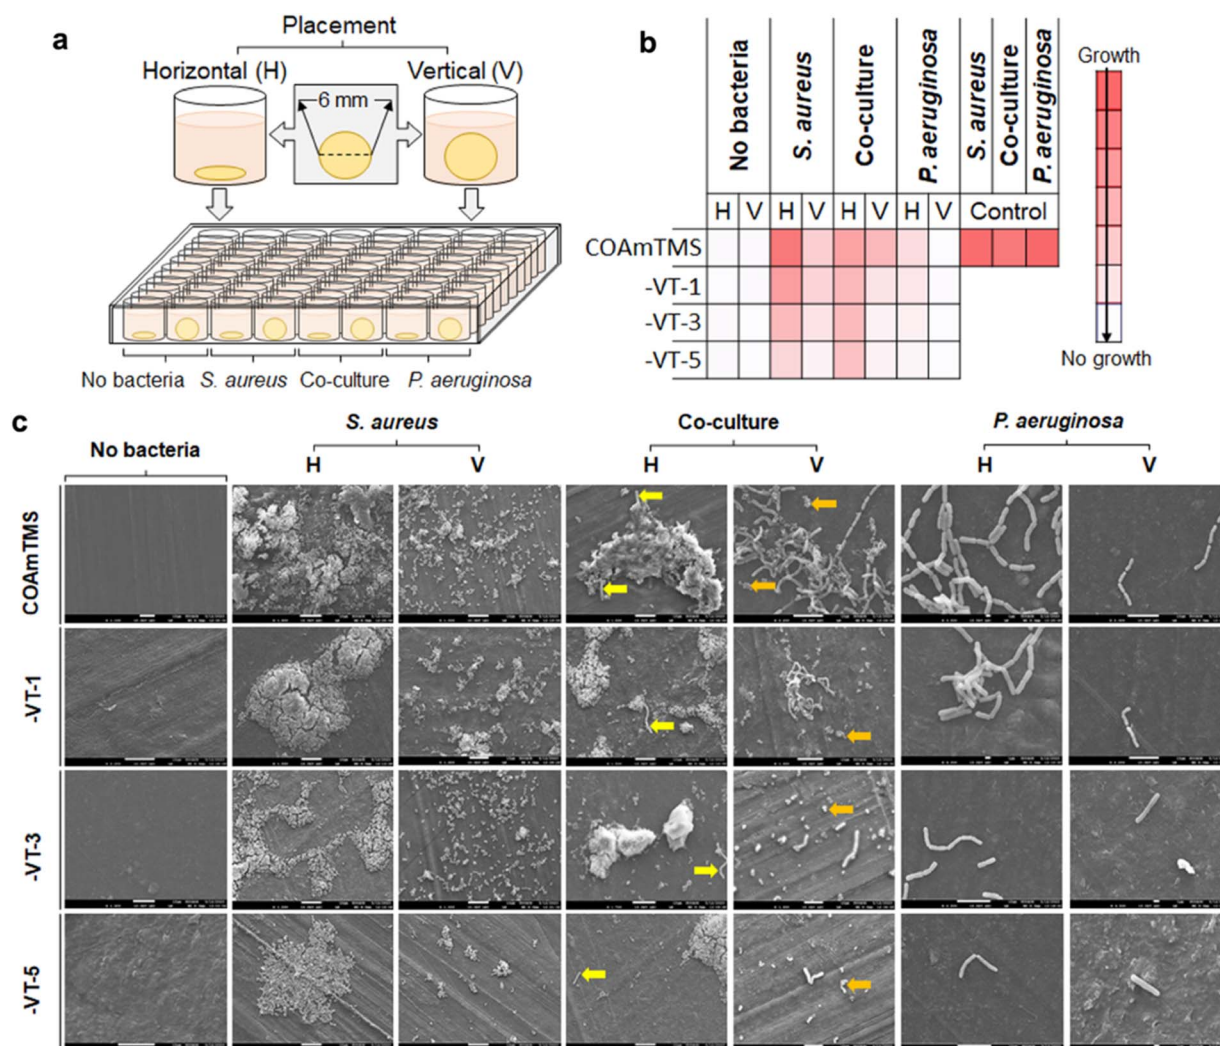 a
Placement
Horizontal (H)
Vertical (V)
6 mm
No bacteria
S. aureus
Co-culture
P. aeruginosa
b
No bacteria
S. aureus
Co-culture
P. aeruginosa
S. aureus
Co-culture
P. aeruginosa
H V H V H V H V Control
COAmTMS
-VT-1
-VT-3
-VT-5
Growth
No growth
c
No bacteria
S. aureus
Co-culture
P. aeruginosa
H V H V H V
COAmTMS
-VT-1
-VT-3
-VT-5